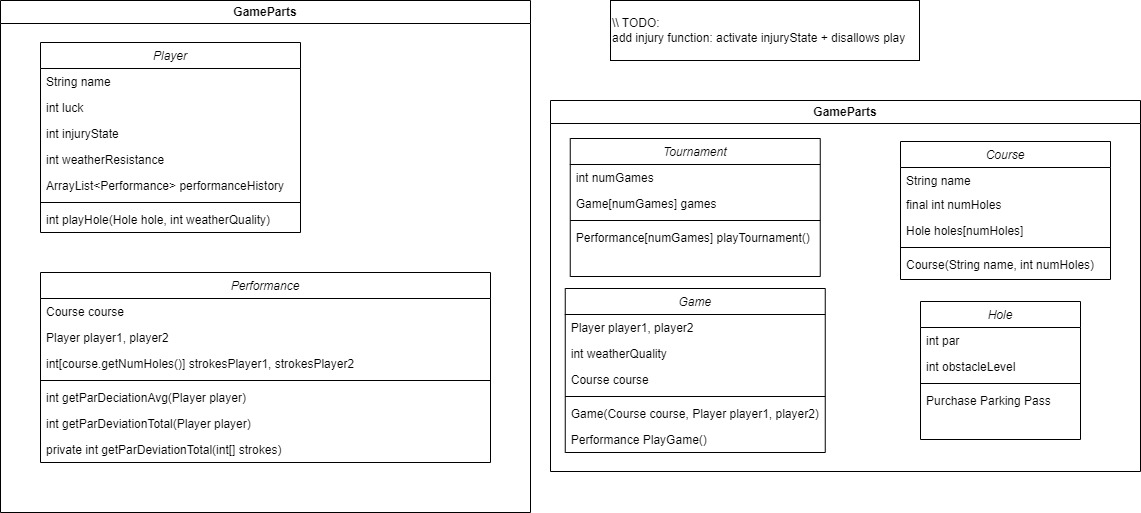 GameParts
Player
String name
int luck
int injuryState
int weatherResistance
ArrayList<Performance> performanceHistory
int playHole(Hole hole, int weatherQuality)
Performance
Course course
Player player1, player2
int[course.getNumHoles()] strokesPlayer1, strokesPlayer2
int getParDeciationAvg(Player player)
int getParDeviationTotal(Player player)
private int getParDeviationTotal(int[] strokes)
\\ TODO:
add injury function: activate injuryState + disallows play
GameParts
Tournament
int numGames
Game[numGames] games
Performance[numGames] playTournament()
Game
Player player1, player2
int weatherQuality
Course course
Game(Course course, Player player1, player2)
Performance PlayGame()
Course
String name
final int numHoles
Hole holes[numHoles]
Course(String name, int numHoles)
Hole
int par
int obstacleLevel
Purchase Parking Pass